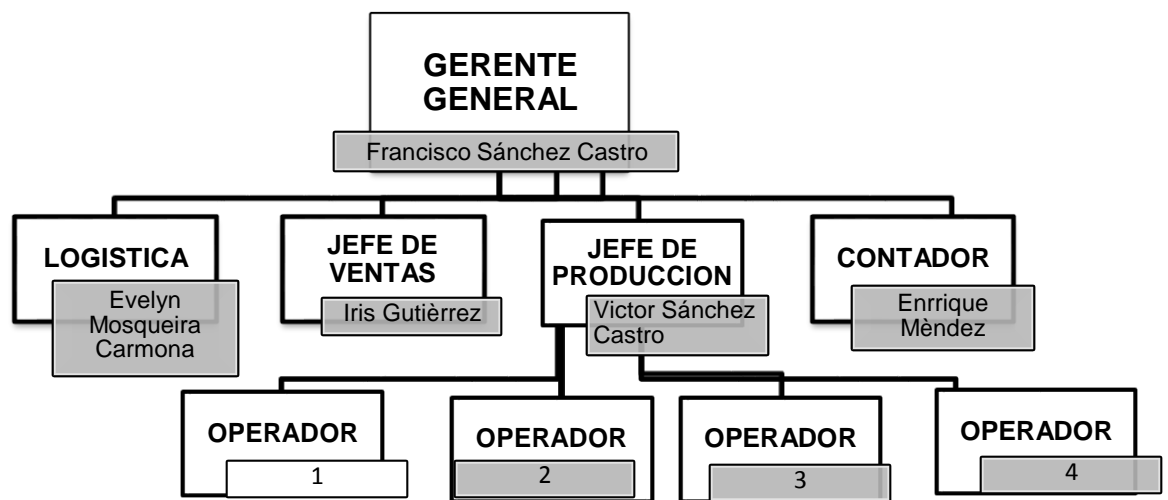 GERENTE
GENERAL
Francisco Sánchez Castro
LOGISTICA
Evelyn
Mosqueira
Carmona
JEFE DE
VENTAS
Iris Gutièrrez
JEFE DE
PRODUCCION
Victor Sánchez
Castro
CONTADOR
Enrrique
Mèndez
OPERADOR
1
OPERADOR
2
OPERADOR
3
OPERADOR
4